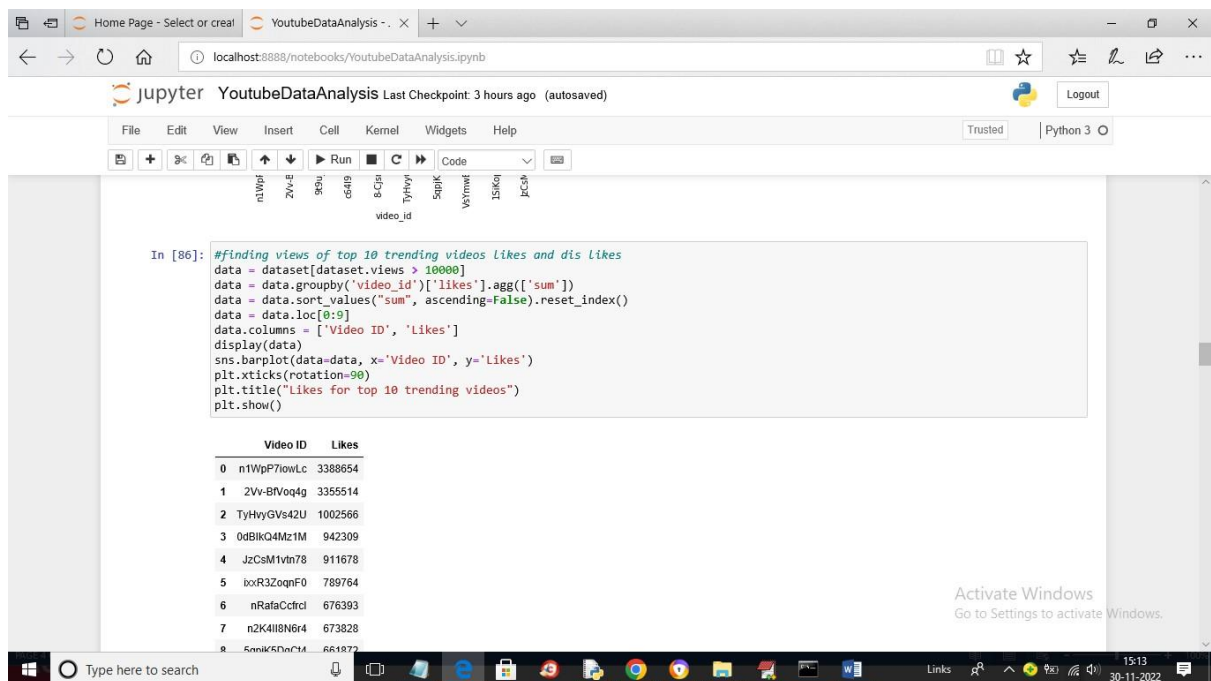 Home Page - Select or creat
YoutubeDataAnalysis - .
localhost:8888/notebooks/YoutubeDataAnalysis.ipynb
jupyter YoutubeDataAnalysis Last Checkpoint: 3 hours ago (autosaved)
Logout
File Edit View Insert Cell Kernel Widgets Help
Trusted Python 3
Run Code
video_id
In [86]: #finding views of top 10 trending videos likes and dis likes
data = dataset[dataset.views > 10000]
data = data.groupby('video_id')['likes'].agg(['sum'])
data = data.sort_values("sum", ascending=False).reset_index()
data = data.loc[0:9]
data.columns = ['Video ID', 'Likes']
display(data)
sns.barplot(data=data, x='Video ID', y='Likes')
plt.xticks(rotation=90)
plt.title("Likes for top 10 trending videos")
plt.show()
Video ID Likes
0 n1WpP7iowLc 3388654
1 2Vv-BfVoq4g 3355514
2 TyHvyGVs42U 1002566
3 0dBIkQ4Mz1M 942309
4 JzCsM1vtn78 911678
5 ixxR3ZoqnF0 789764
6 nRafaCcfrcI 676393
7 n2K4II8N6r4 673828
8 5qpjK5DgCt4 661872
Activate Windows
Go to Settings to activate Windows.
Type here to search
Links
15:13
30-11-2022